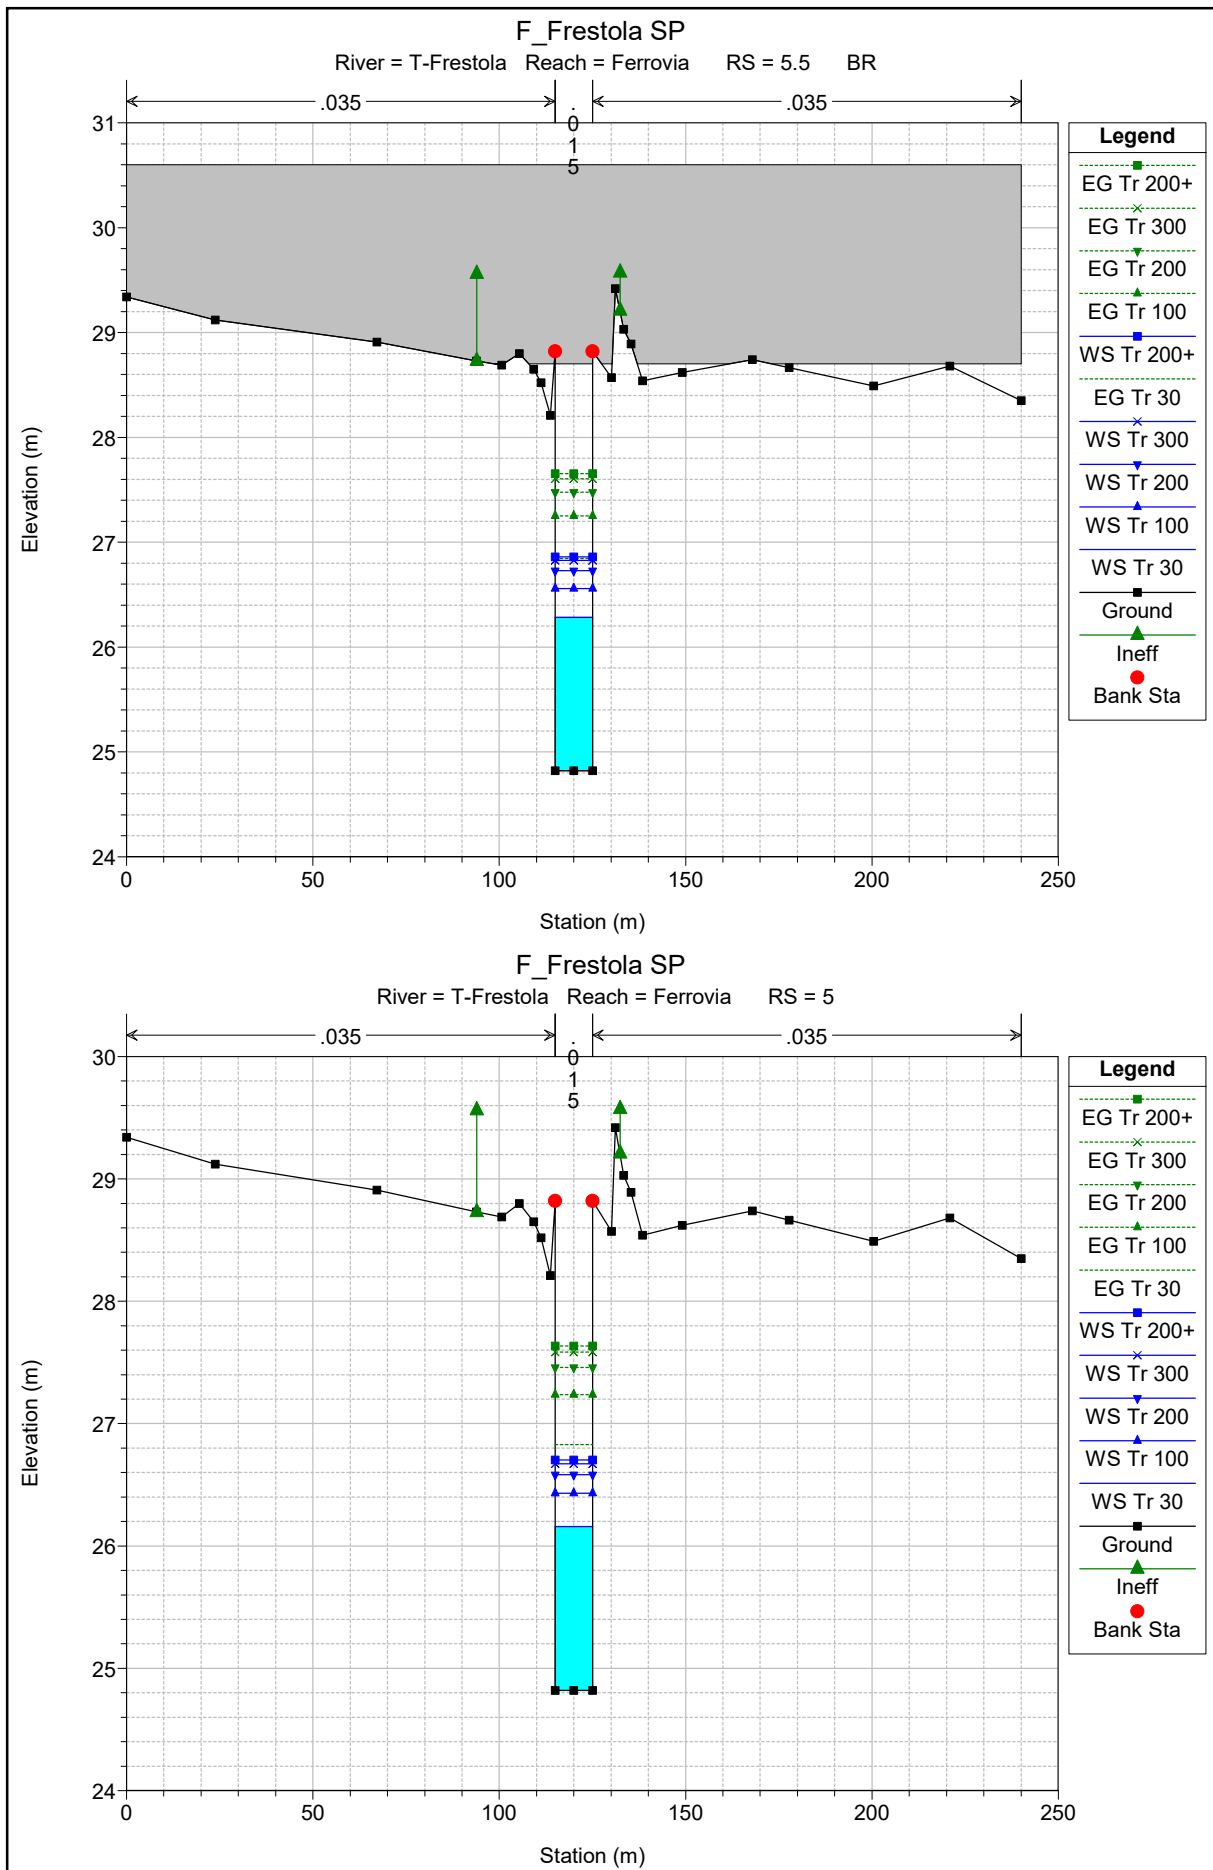 F_Frestola SP
River = T-Frestola Reach = Ferrovia RS = 5.5 BR
.035
.015
.035
31
30
29
28
27
26
25
24
Elevation (m)
0 50 100 150 200 250
Station (m)
Legend
EG Tr 200+
EG Tr 300
EG Tr 200
EG Tr 100
WS Tr 200+
EG Tr 30
WS Tr 300
WS Tr 200
WS Tr 100
WS Tr 30
Ground
Ineff
Bank Sta
F_Frestola SP
River = T-Frestola Reach = Ferrovia RS = 5
.035
.015
.035
30
29
28
27
26
25
24
Elevation (m)
0 50 100 150 200 250
Station (m)
Legend
EG Tr 200+
EG Tr 300
EG Tr 200
EG Tr 100
EG Tr 30
WS Tr 200+
WS Tr 300
WS Tr 200
WS Tr 100
WS Tr 30
Ground
Ineff
Bank Sta